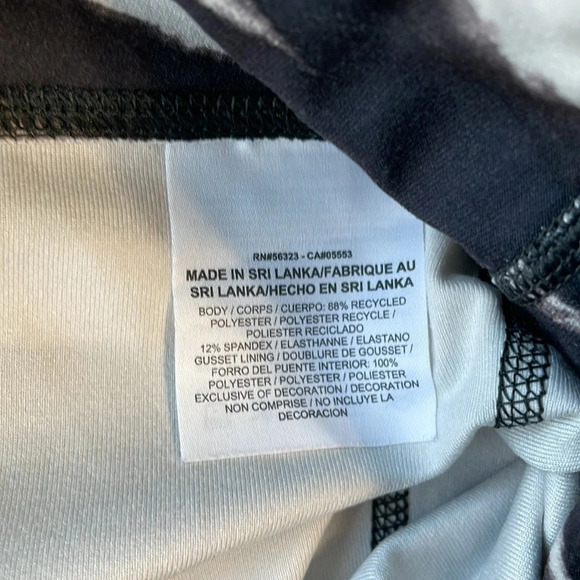 RN#56323 - CA#05553
MADE IN SRI LANKA/FABRIQUE AU
SRI LANKA/HECHO EN SRI LANKA
BODY / CORPS / CUERPO: 88% RECYCLED
POLYESTER / POLYESTER RECYCLE /
POLIESTER RECICLADO
12% SPANDEX / ELASTHANNE / ELASTANO
GUSSET LINING / DOUBLURE DE GOUSSET /
FORRO DEL PUENTE INTERIOR: 100%
POLYESTER / POLYESTER / POLIESTER
EXCLUSIVE OF DECORATION / DECORATION
NON COMPRISE / NO INCLUYE LA
DECORACION